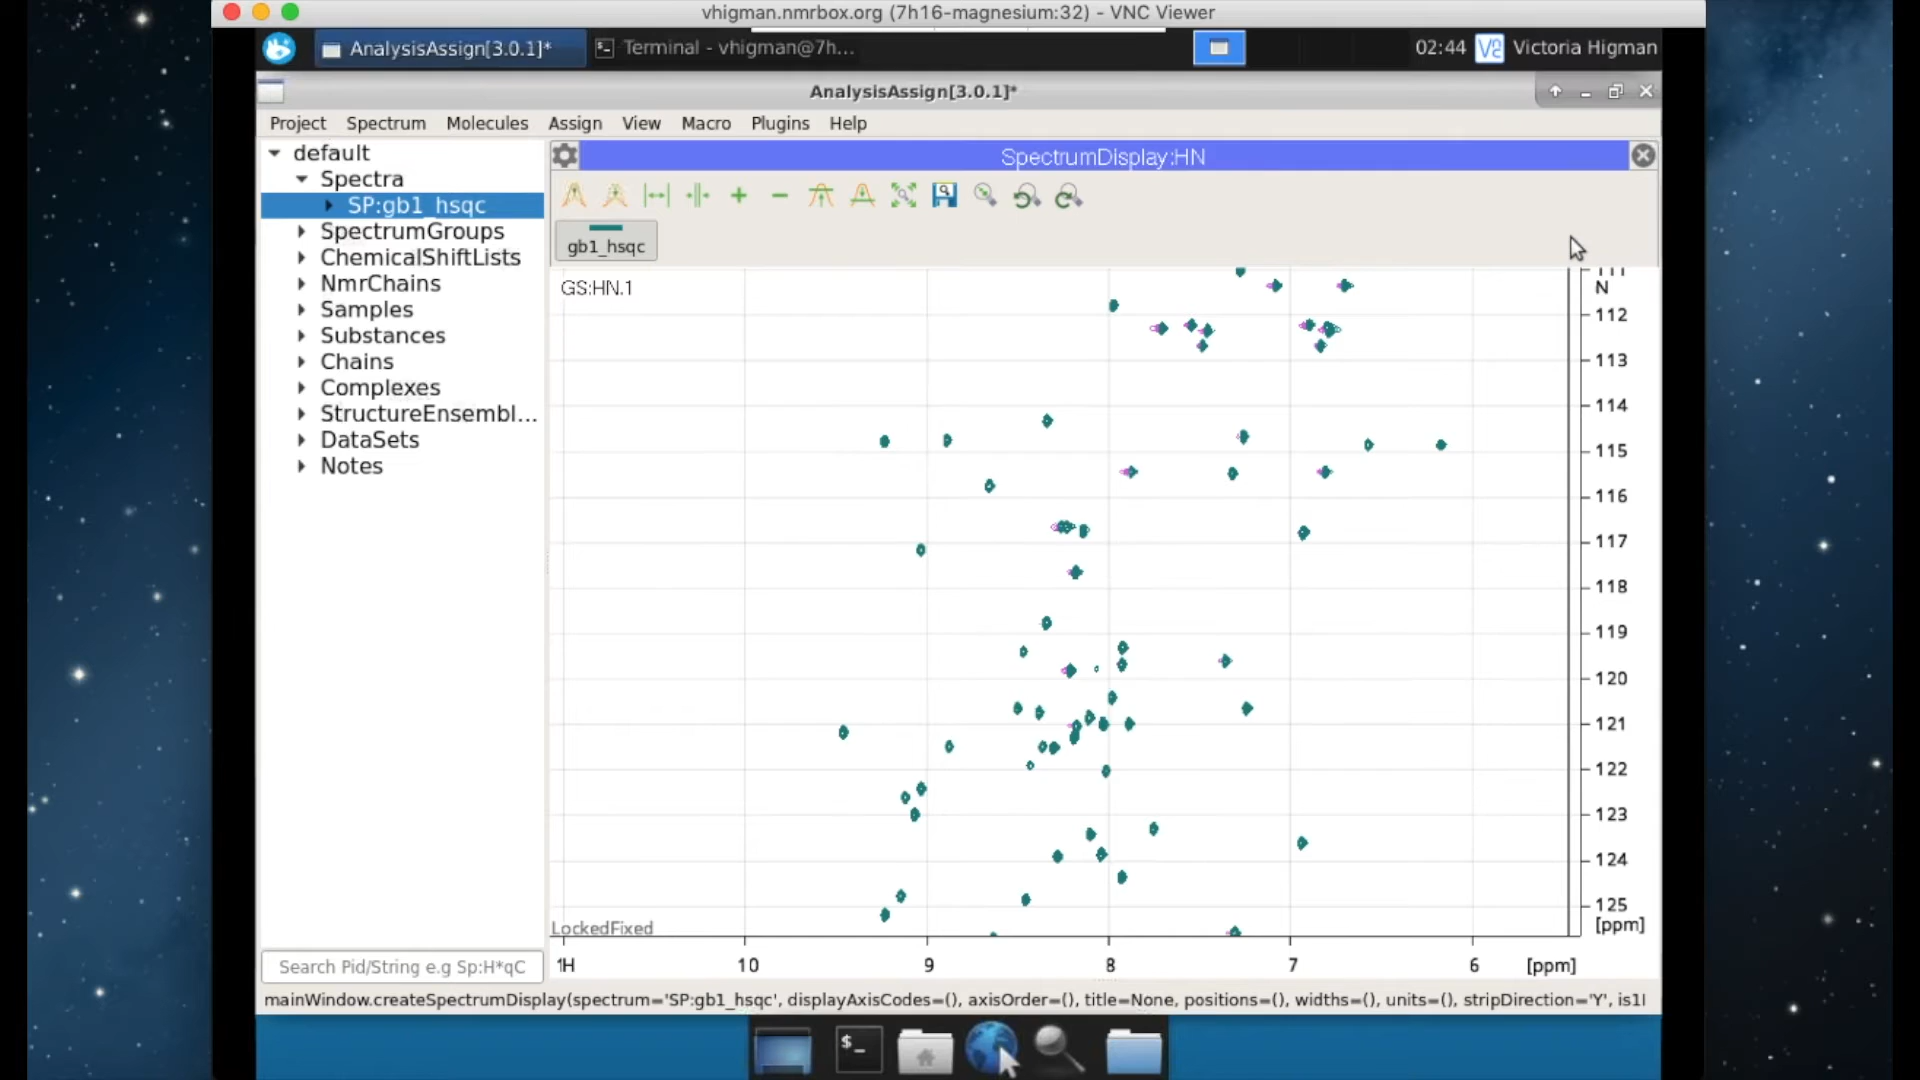 vhigman.nmrbox.org (7h16-magnesium:32) - VNC Viewer
AnalysisAssign[3.0.1]*
Terminal - vhigman@7h...
02:44
Victoria Higman
AnalysisAssign[3.0.1]*
Project Spectrum Molecules Assign View Macro Plugins Help
default
Spectra
SP:gb1_hsqc
SpectrumGroups
ChemicalShiftLists
NmrChains
Samples
Substances
Chains
Complexes
StructureEnsembl...
DataSets
Notes
Search Pid/String e.g Sp:H*qC
SpectrumDisplay:HN
gb1_hsqc
GS:HN.1
N
112
113
114
115
116
117
118
119
120
121
122
123
124
125
[ppm]
LockedFixed
1H 10 9 8 7 6 [ppm]
mainWindow.createSpectrumDisplay(spectrum='SP:gb1_hsqc', displayAxisCodes=(), axisOrder=(), title=None, positions=(), widths=(), units=(), stripDirection='Y', is1
$_